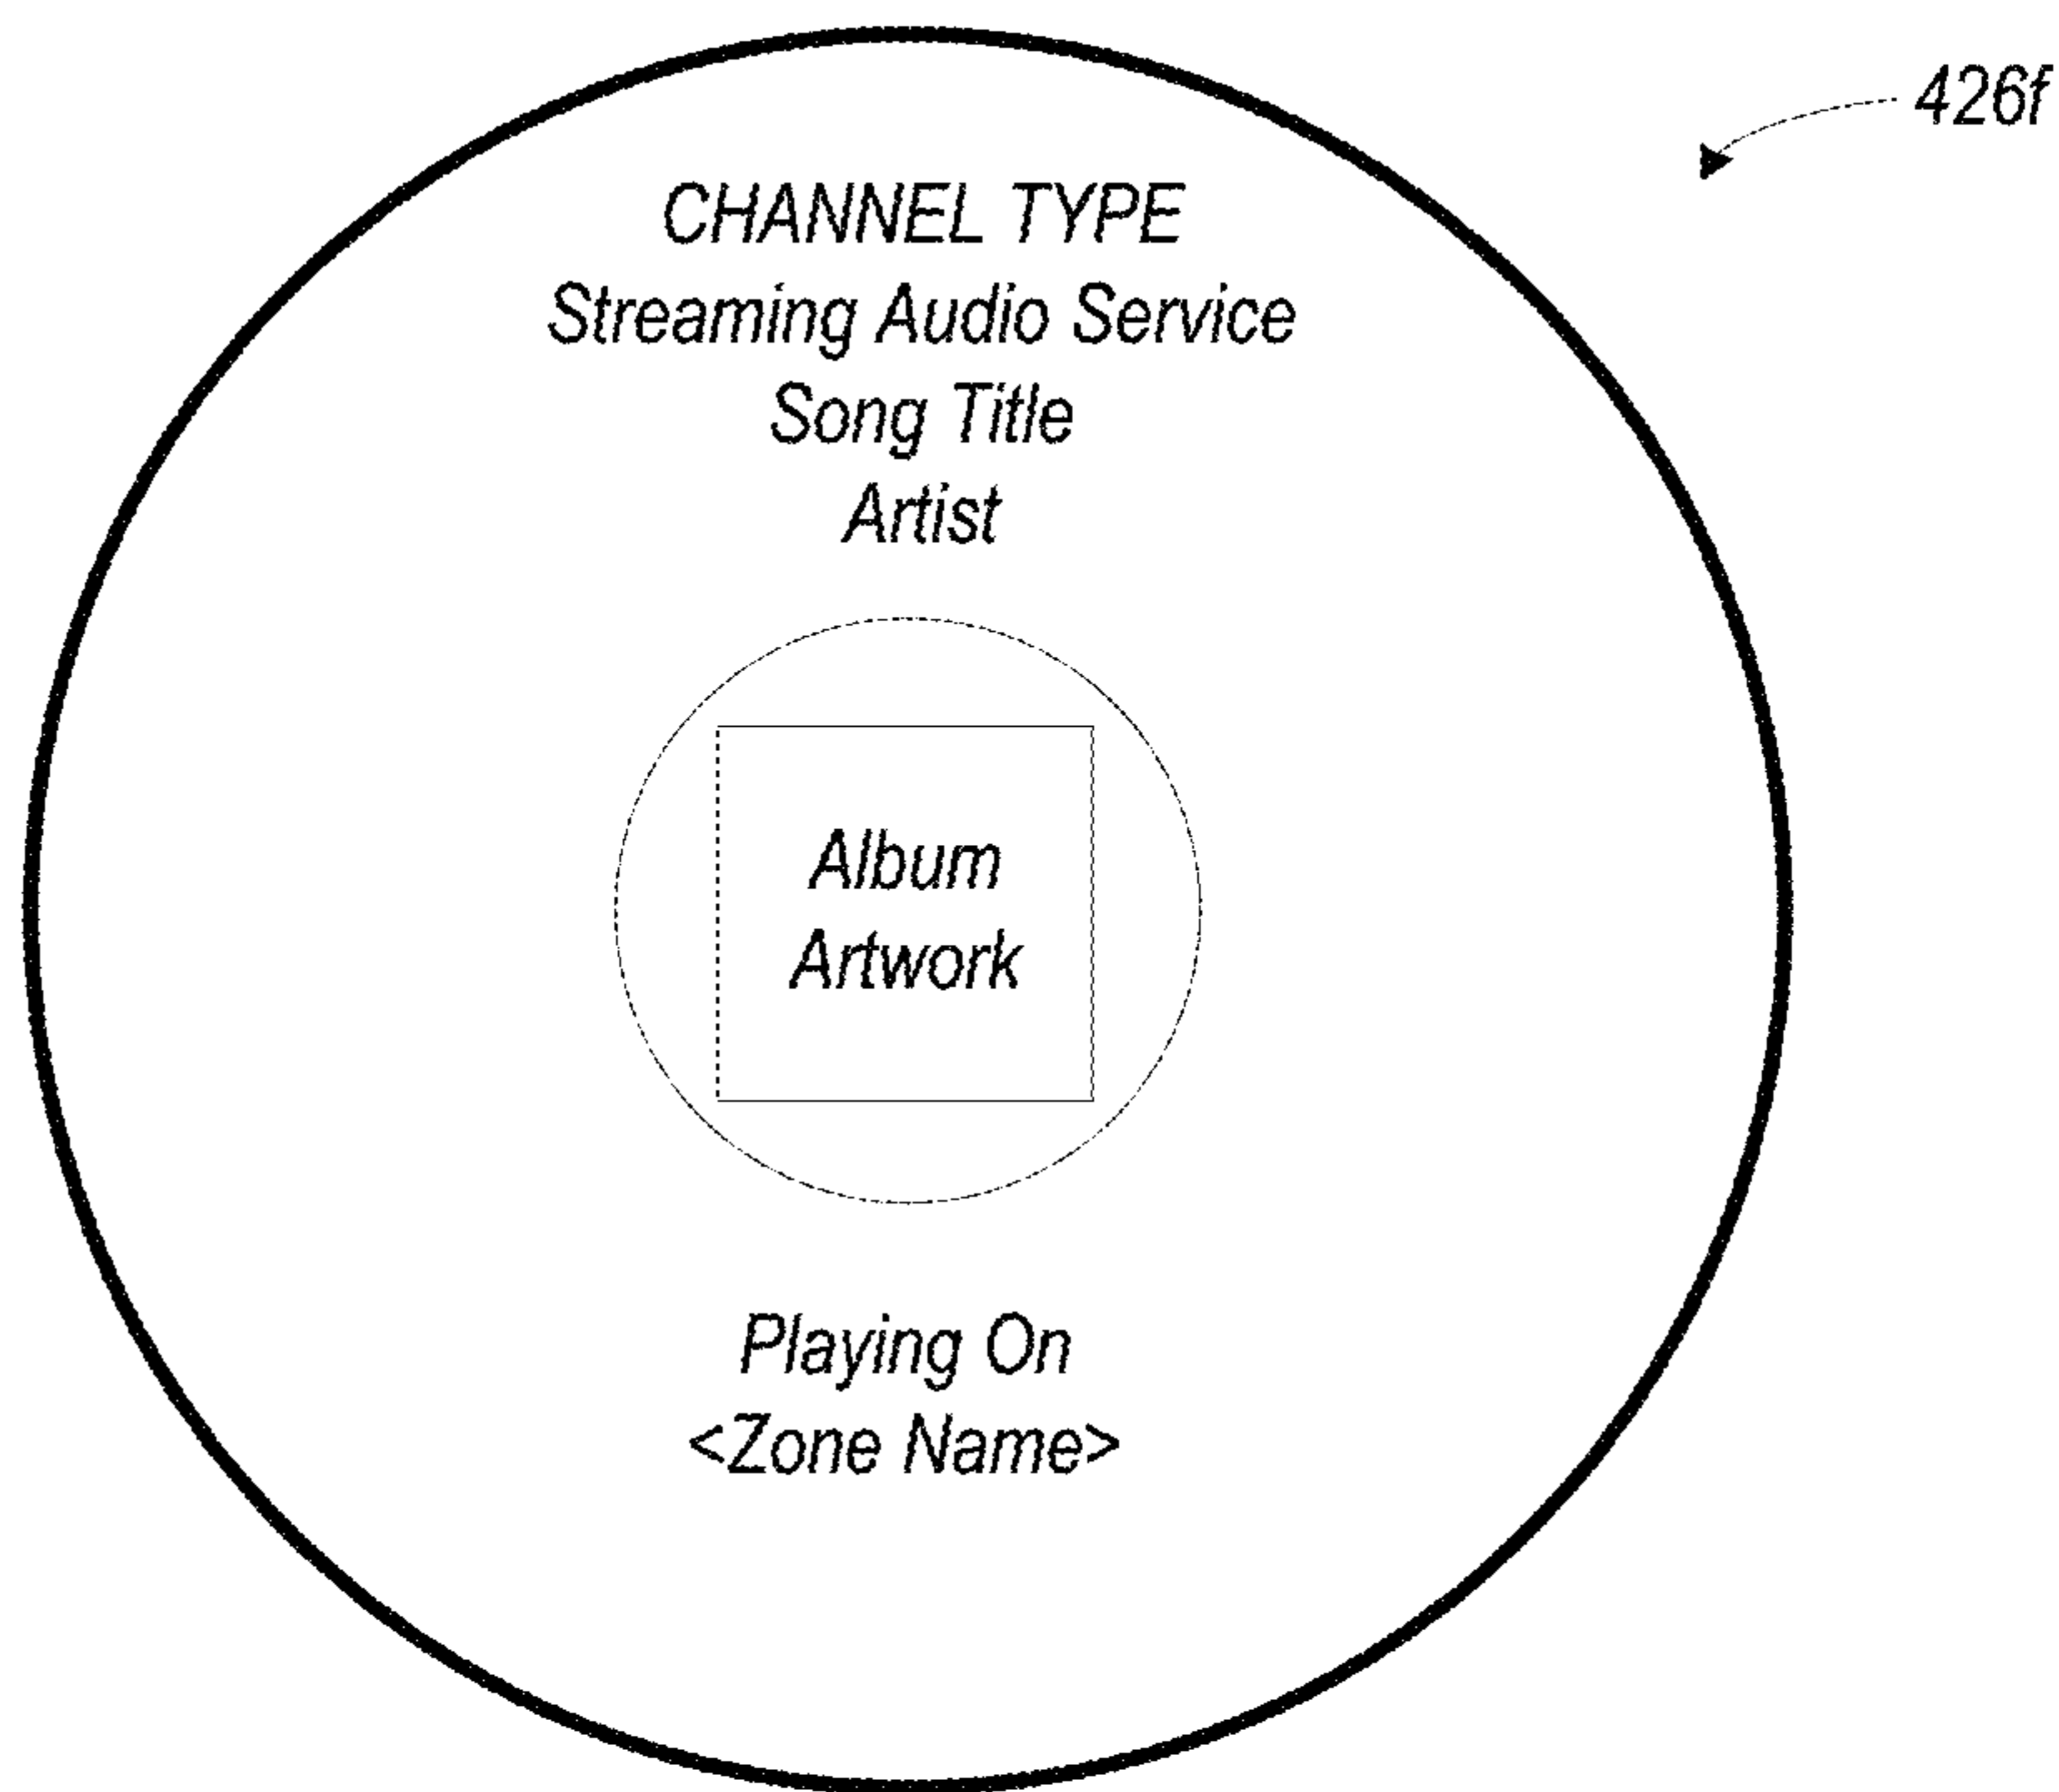 426f
CHANNEL TYPE
Streaming Audio Service
Song Title
Artist
Album
Artwork
Playing On
<Zone Name>